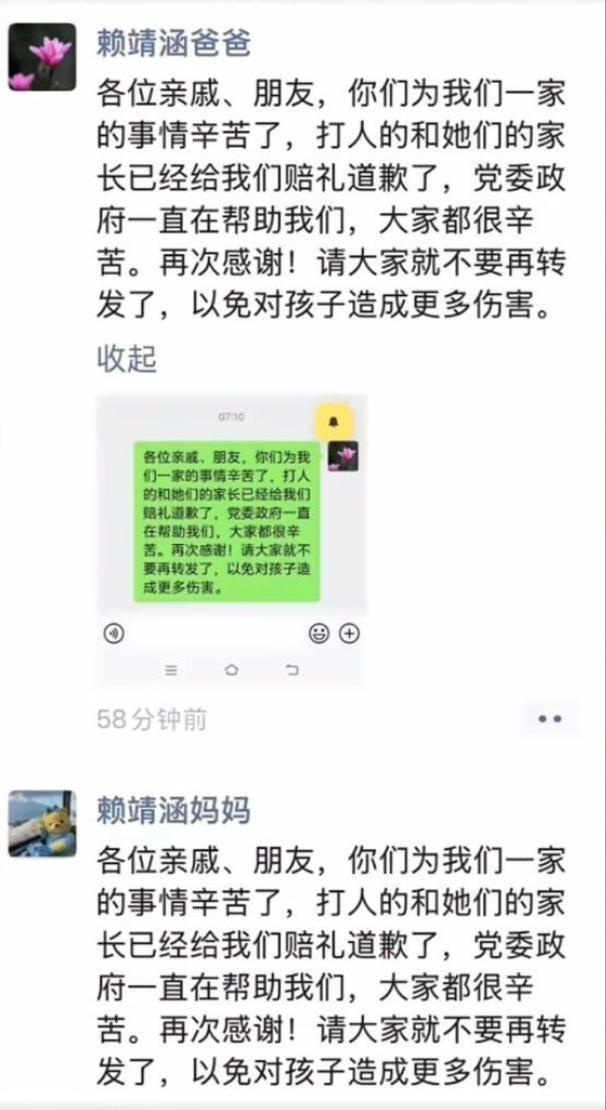 赖靖涵爸爸
各位亲戚、朋友，你们为我们一家
的事情辛苦了，打人的和她们的家
长已经给我们赔礼道歉了，党委政
府一直在帮助我们，大家都很辛
苦。再次感谢！请大家就不要再转
发了，以免对孩子造成更多伤害。
收起
07:10
各位亲戚、朋友，你们为我
们一家的事情辛苦了，打人
的和她们的家长已经给我们
赔礼道歉了，党委政府一直
在帮助我们，大家都很辛
苦。再次感谢！请大家就不
要再转发了，以免对孩子造
成更多伤害。
58分钟前
赖靖涵妈妈
各位亲戚、朋友，你们为我们一家
的事情辛苦了，打人的和她们的家
长已经给我们赔礼道歉了，党委政
府一直在帮助我们，大家都很辛
苦。再次感谢！请大家就不要再转
发了，以免对孩子造成更多伤害。